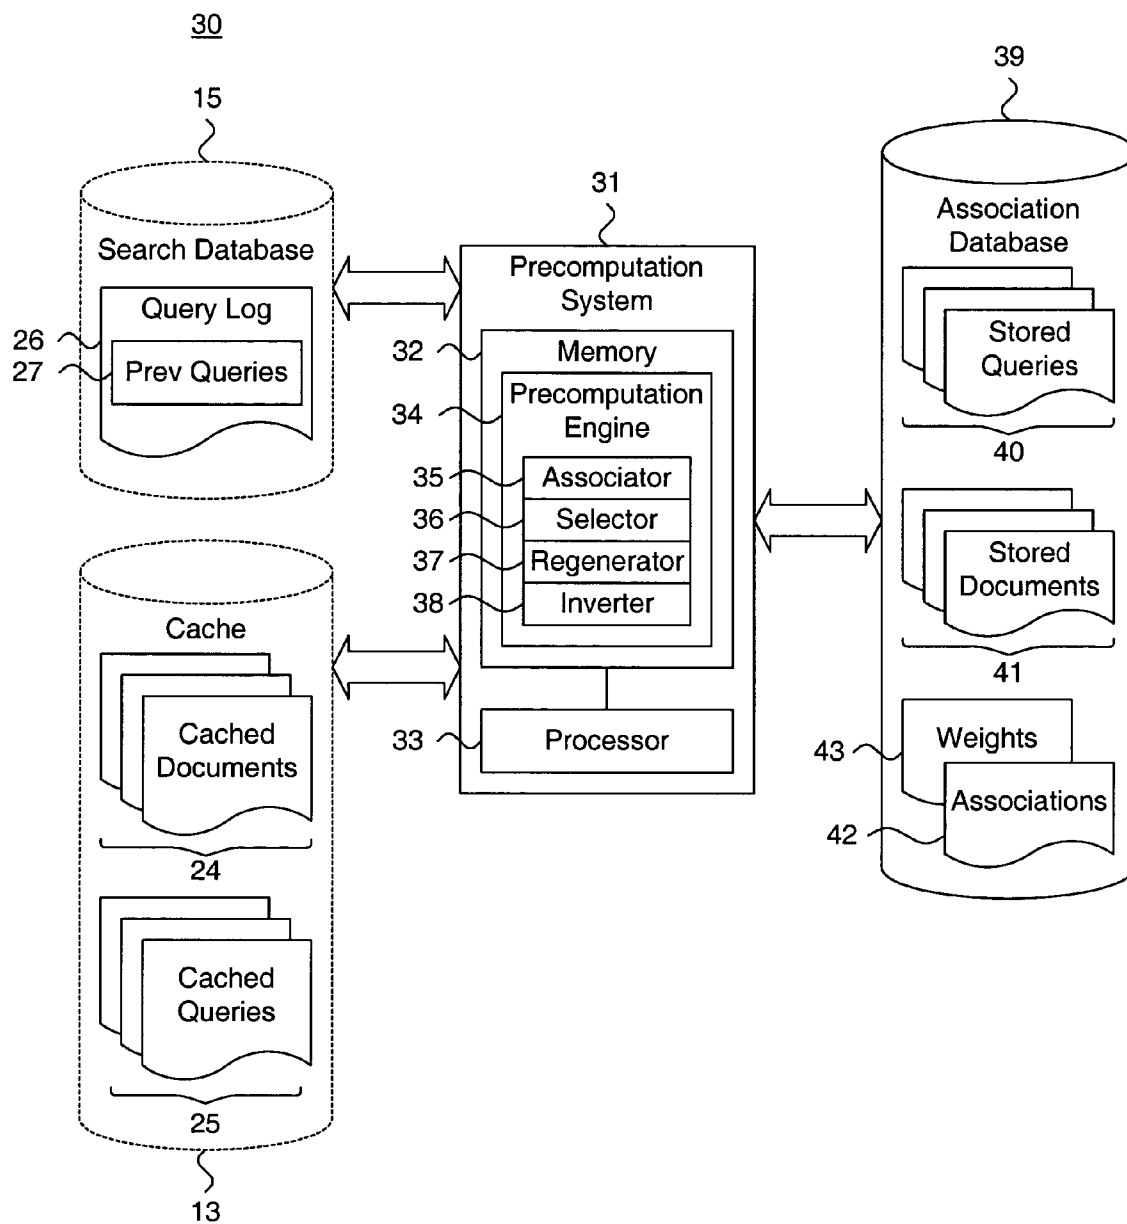 30
15
Search Database
Query Log
26
27
Prev Queries
Cache
Cached
Documents
24
Cached
Queries
25
13
31
Precomputation
System
32
Memory
34
Precomputation
Engine
35
Associator
36
Selector
37
Regenerator
38
Inverter
33
Processor
39
Association
Database
Stored
Queries
40
Stored
Documents
41
43
Weights
42
Associations